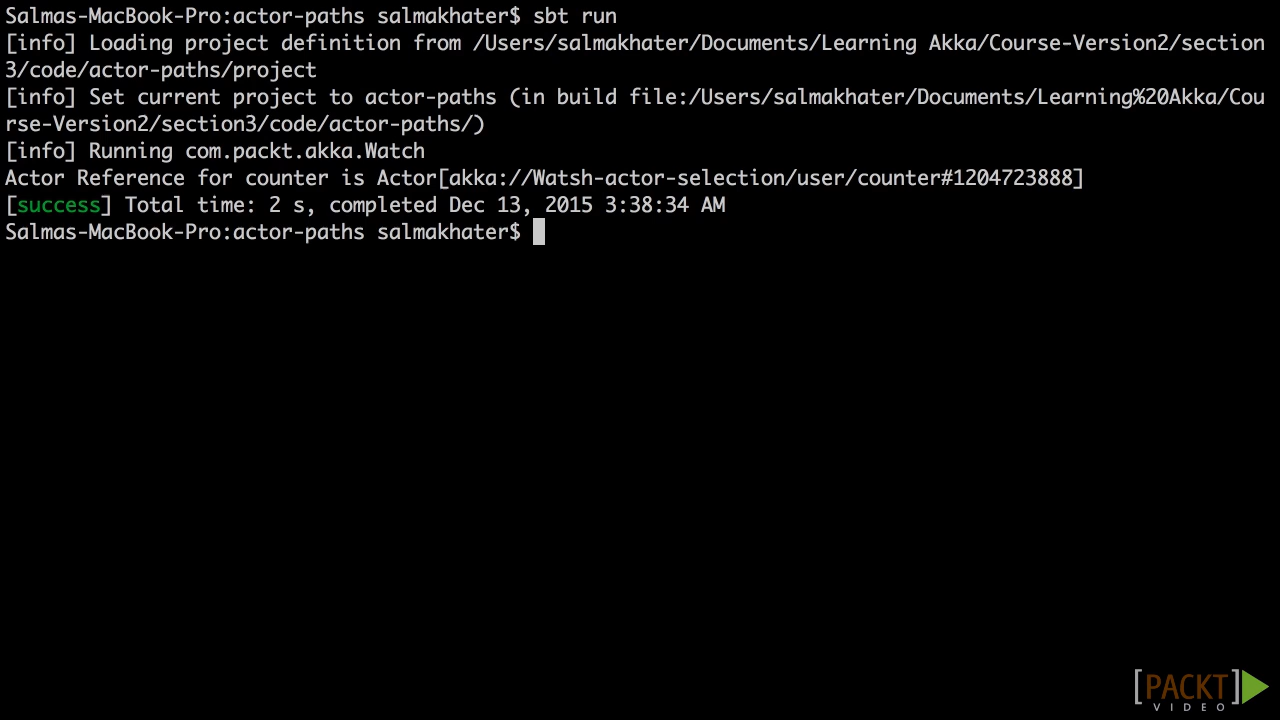 Salmas-MacBook-Pro:actor-paths salmakhater$ sbt run
[info] Loading project definition from /Users/salmakhater/Documents/Learning Akka/Course-Version2/section
3/code/actor-paths/project
[info] Set current project to actor-paths (in build file:/Users/salmakhater/Documents/Learning%20Akka/Cou
rse-Version2/section3/code/actor-paths/)
[info] Running com.packt.akka.Watch
Actor Reference for counter is Actor[akka://Watsh-actor-selection/user/counter#1204723888]
[success] Total time: 2 s, completed Dec 13, 2015 3:38:34 AM
Salmas-MacBook-Pro:actor-paths salmakhater$
[PACKT]
VIDEO